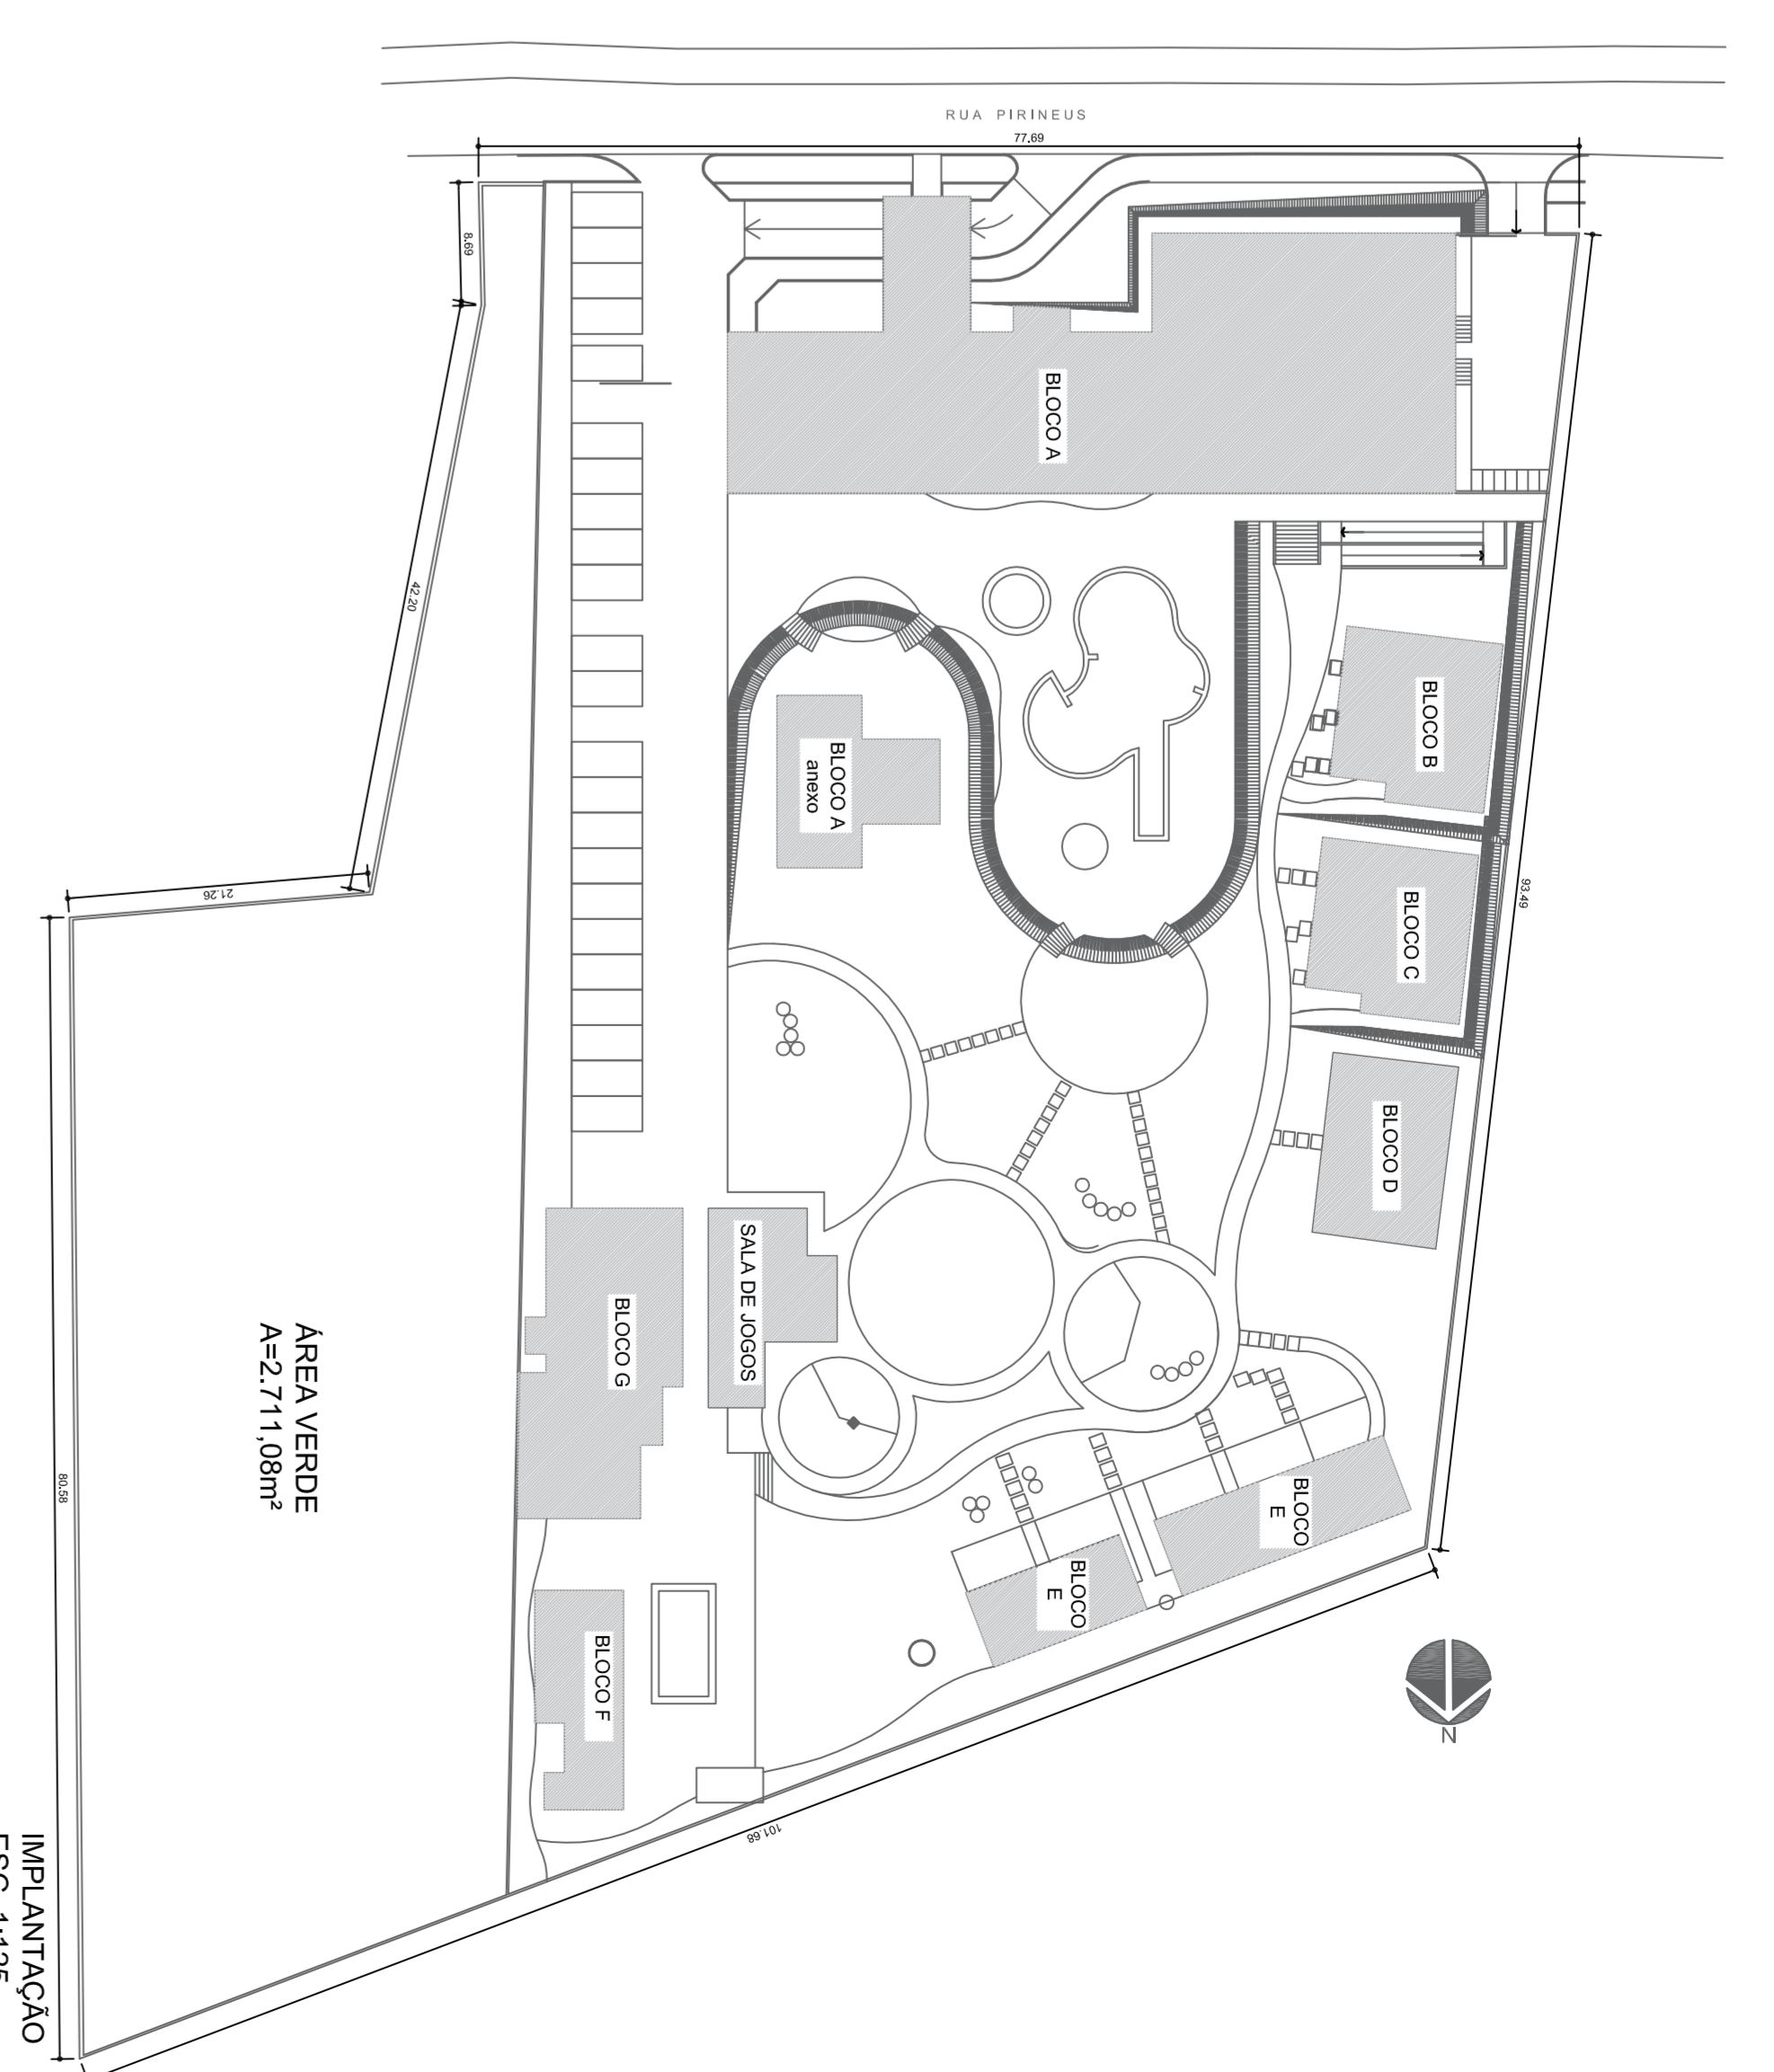 RUA PIRINEUS
77.69
8.69
42.20
21.26
80.58
93.49
101.68
BLOCO A
BLOCO A
anexo
BLOCO B
BLOCO C
BLOCO D
SALA DE JOGOS
BLOCO G
BLOCO
E
BLOCO
E
BLOCO F
ÁREA VERDE
A=2.711,08m²
N
IMPLANTAÇÃO